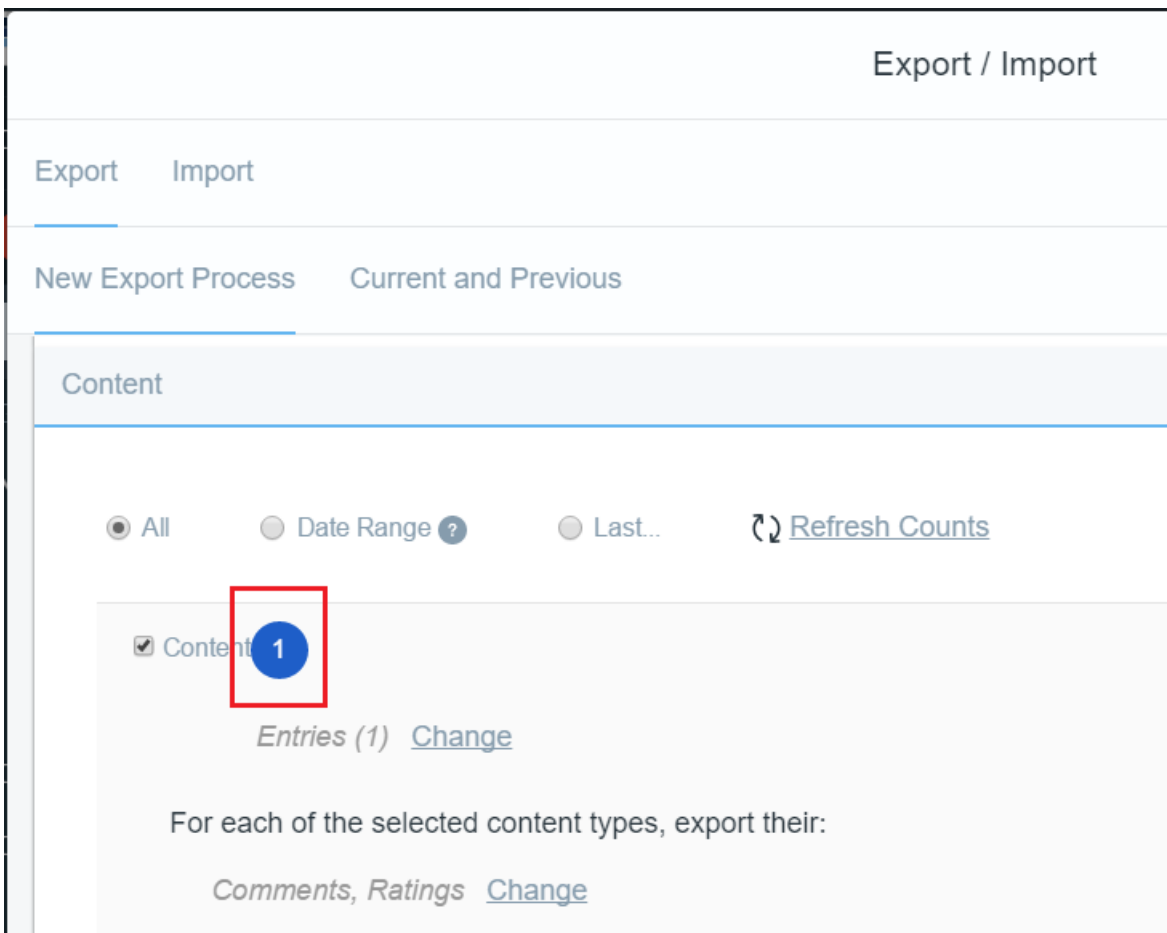 Export / Import
Export Import
New Export Process Current and Previous
Content
All Date Range ? Last... Refresh Counts
Content 1
Entries (1) Change
For each of the selected content types, export their:
Comments, Ratings Change